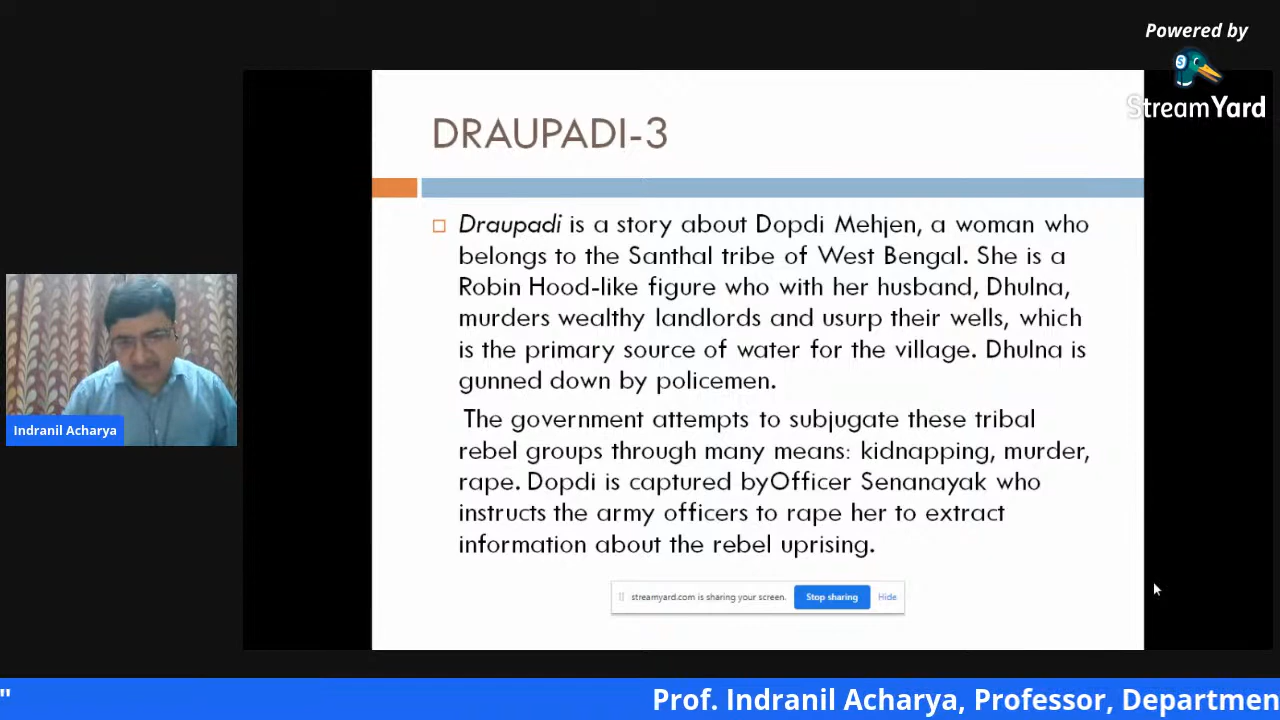 Powered by
StreamYard
DRAUPADI-3
Draupadi is a story about Dopdi Mehjen, a woman who
belongs to the Santhal tribe of West Bengal. She is a
Robin Hood-like figure who with her husband, Dhulna,
murders wealthy landlords and usurp their wells, which
is the primary source of water for the village. Dhulna is
gunned down by policemen.
The government attempts to subjugate these tribal
rebel groups through many means: kidnapping, murder,
rape. Dopdi is captured byOfficer Senanayak who
instructs the army officers to rape her to extract
information about the rebel uprising.
Indranil Acharya
streamyard.com is sharing your screen. Stop sharing Hide
" Prof. Indranil Acharya, Professor, Departmen